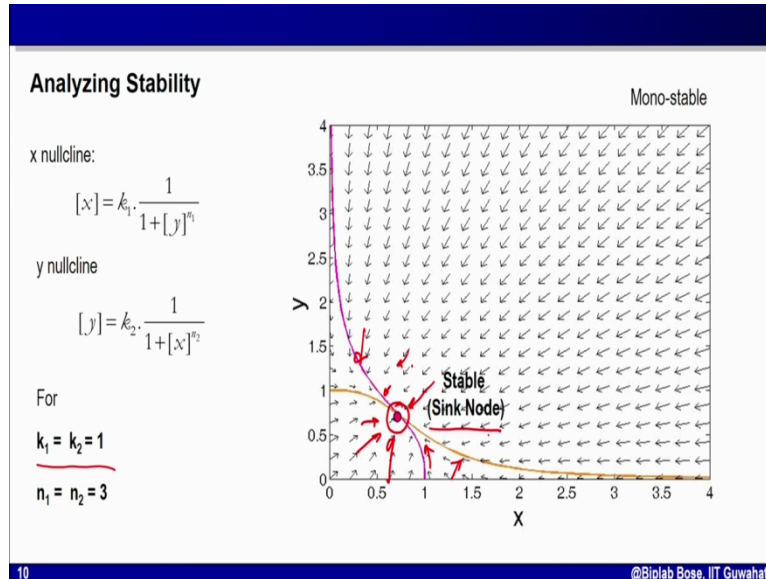 Analyzing Stability
Mono-stable
x nullcline:
[x] = k₁. 1 / 1+[y]^n₁
y nullcline
[y] = k₂. 1 / 1+[x]^n₂
For
k₁ = k₂ = 1
n₁ = n₂ = 3
4
3.5
3
2.5
2
1.5
1
0.5
0
y
Stable
(Sink Node)
0 0.5 1 1.5 2 2.5 3 3.5 4
x
10
@Biplab Bose, IIT Guwahat